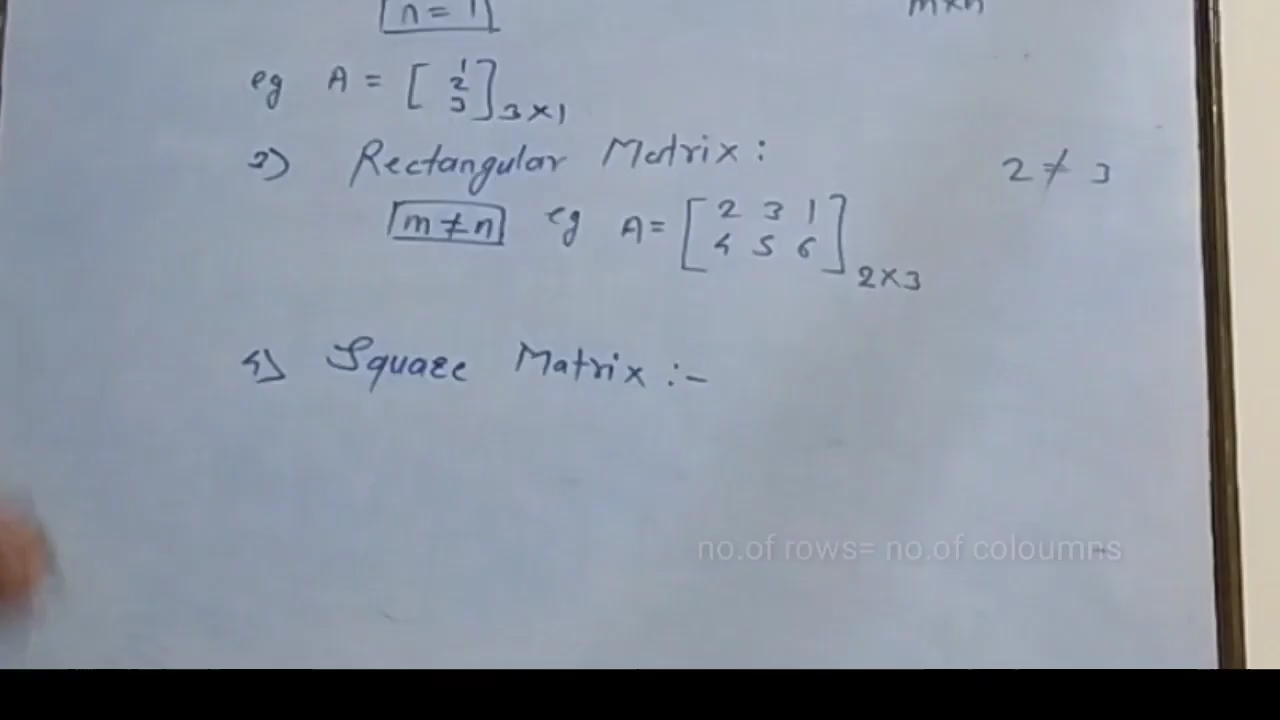 n = 1
m×n
eg A = [ 1 2 3 ] 3×1
3) Rectangular Matrix :
2 ≠ 3
m ≠ n eg A = [ 2 3 1
4 5 6 ] 2×3
4) Square Matrix :-
no.of rows= no.of coloumns